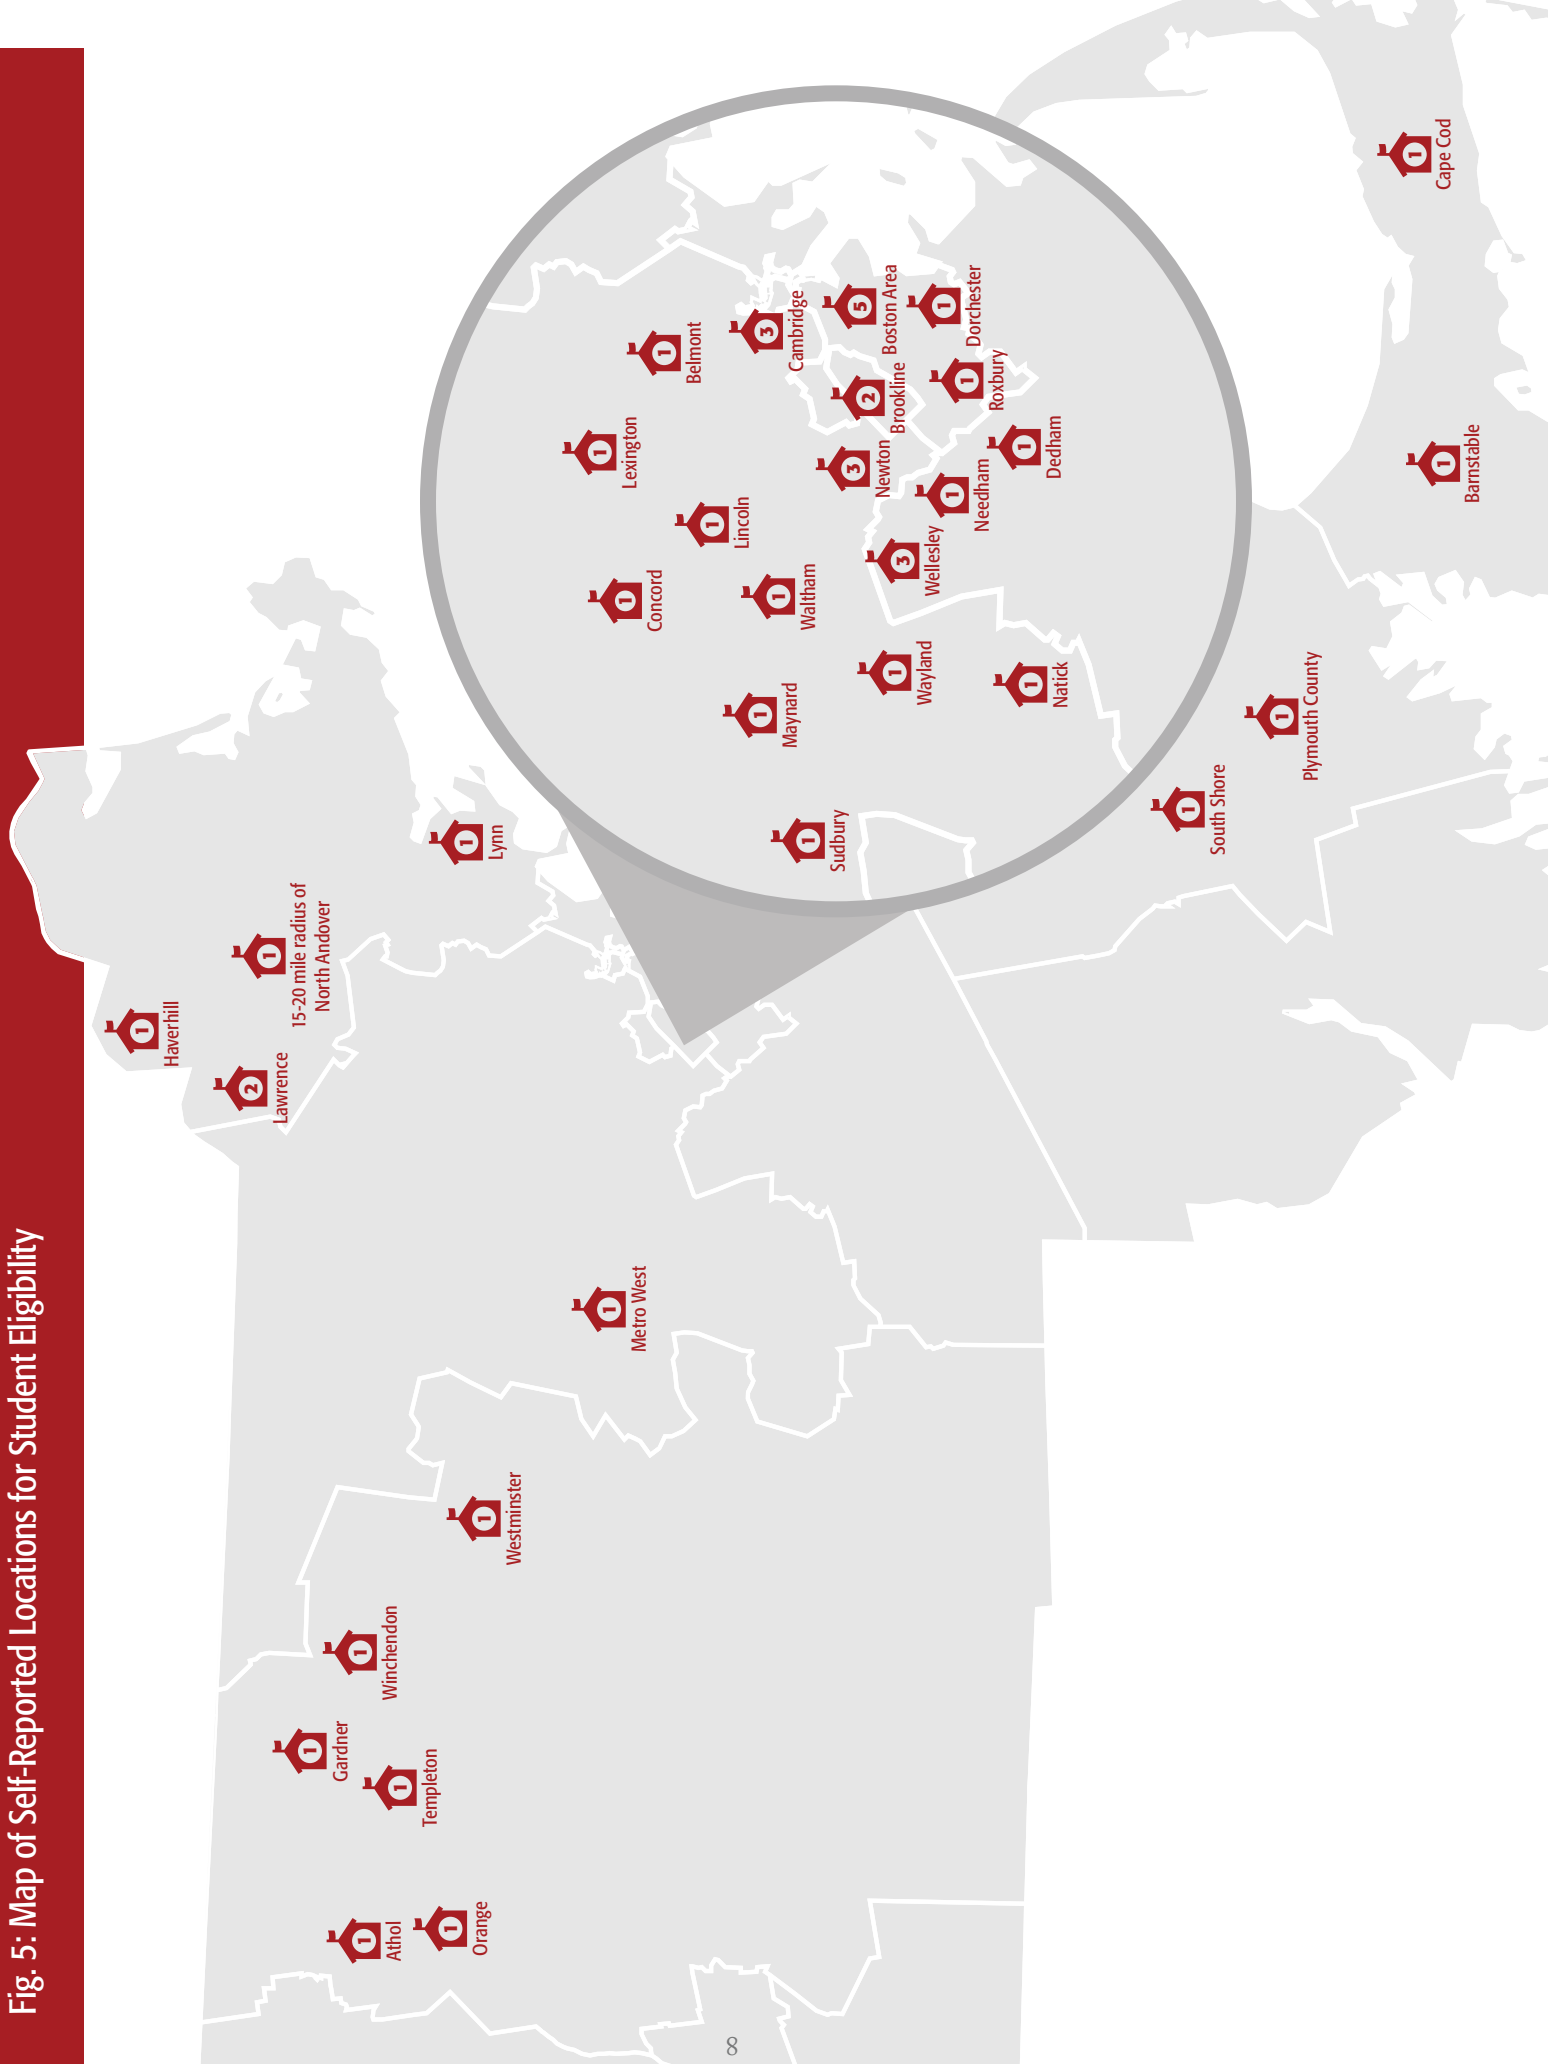 Fig. 5: Map of Self-Reported Locations for Student Eligibility
1
Haverhill
2
Lawrence
1
15-20 mile radius of
North Andover
1
Gardner
1
Winchendon
1
Athol
1
Templeton
1
Orange
1
Westminster
1
Lynn
1
Metro West
1
Lexington
1
Concord
1
Belmont
1
Lincoln
3
Cambridge
1
Waltham
1
Maynard
1
Sudbury
5
Boston Area
2
Brookline
3
Newton
3
Wellesley
1
Wayland
1
Dorchester
1
Roxbury
1
Needham
1
Dedham
1
Natick
1
South Shore
1
Plymouth County
1
Cape Cod
1
Barnstable
8